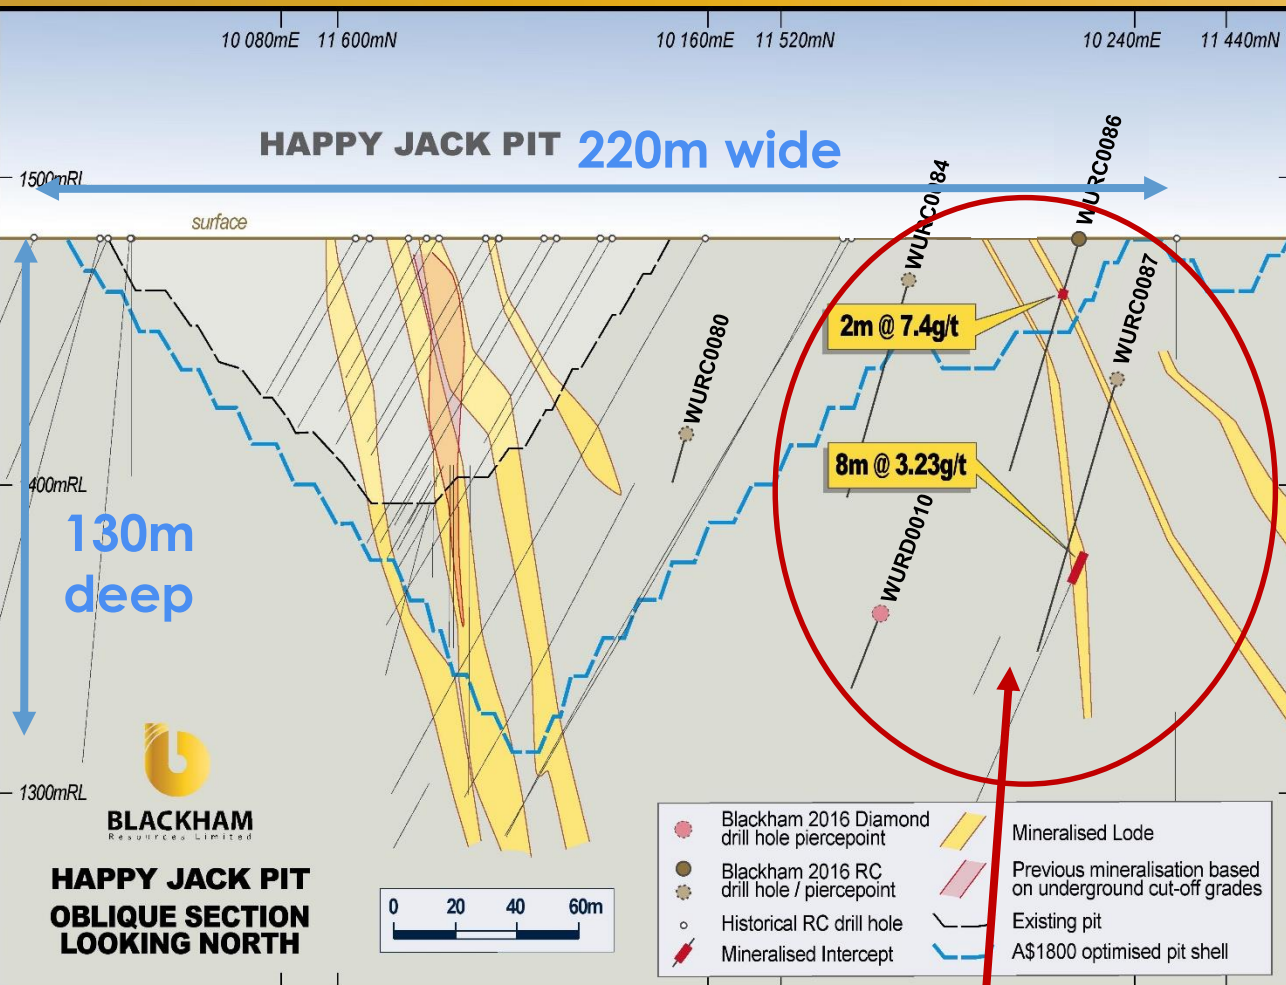 10 080mE 11 600mN 10 160mE 11 520mN 10 240mE 11 440mN
HAPPY JACK PIT 220m wide
1500mRL
surface
WURC0084
WURC0086
WURC0087
WURC0080
2m @ 7.4g/t
8m @ 3.23g/t
WURD0010
400mRL
130m
deep
1300mRL
b
BLACKHAM
Resources Limited
HAPPY JACK PIT
OBLIQUE SECTION
LOOKING NORTH
0 20 40 60m
Blackham 2016 Diamond
drill hole piercepoint
Blackham 2016 RC
drill hole / piercepoint
Historical RC drill hole
Mineralised Intercept
Mineralised Lode
Previous mineralisation based
on underground cut-off grades
Existing pit
A$1800 optimised pit shell